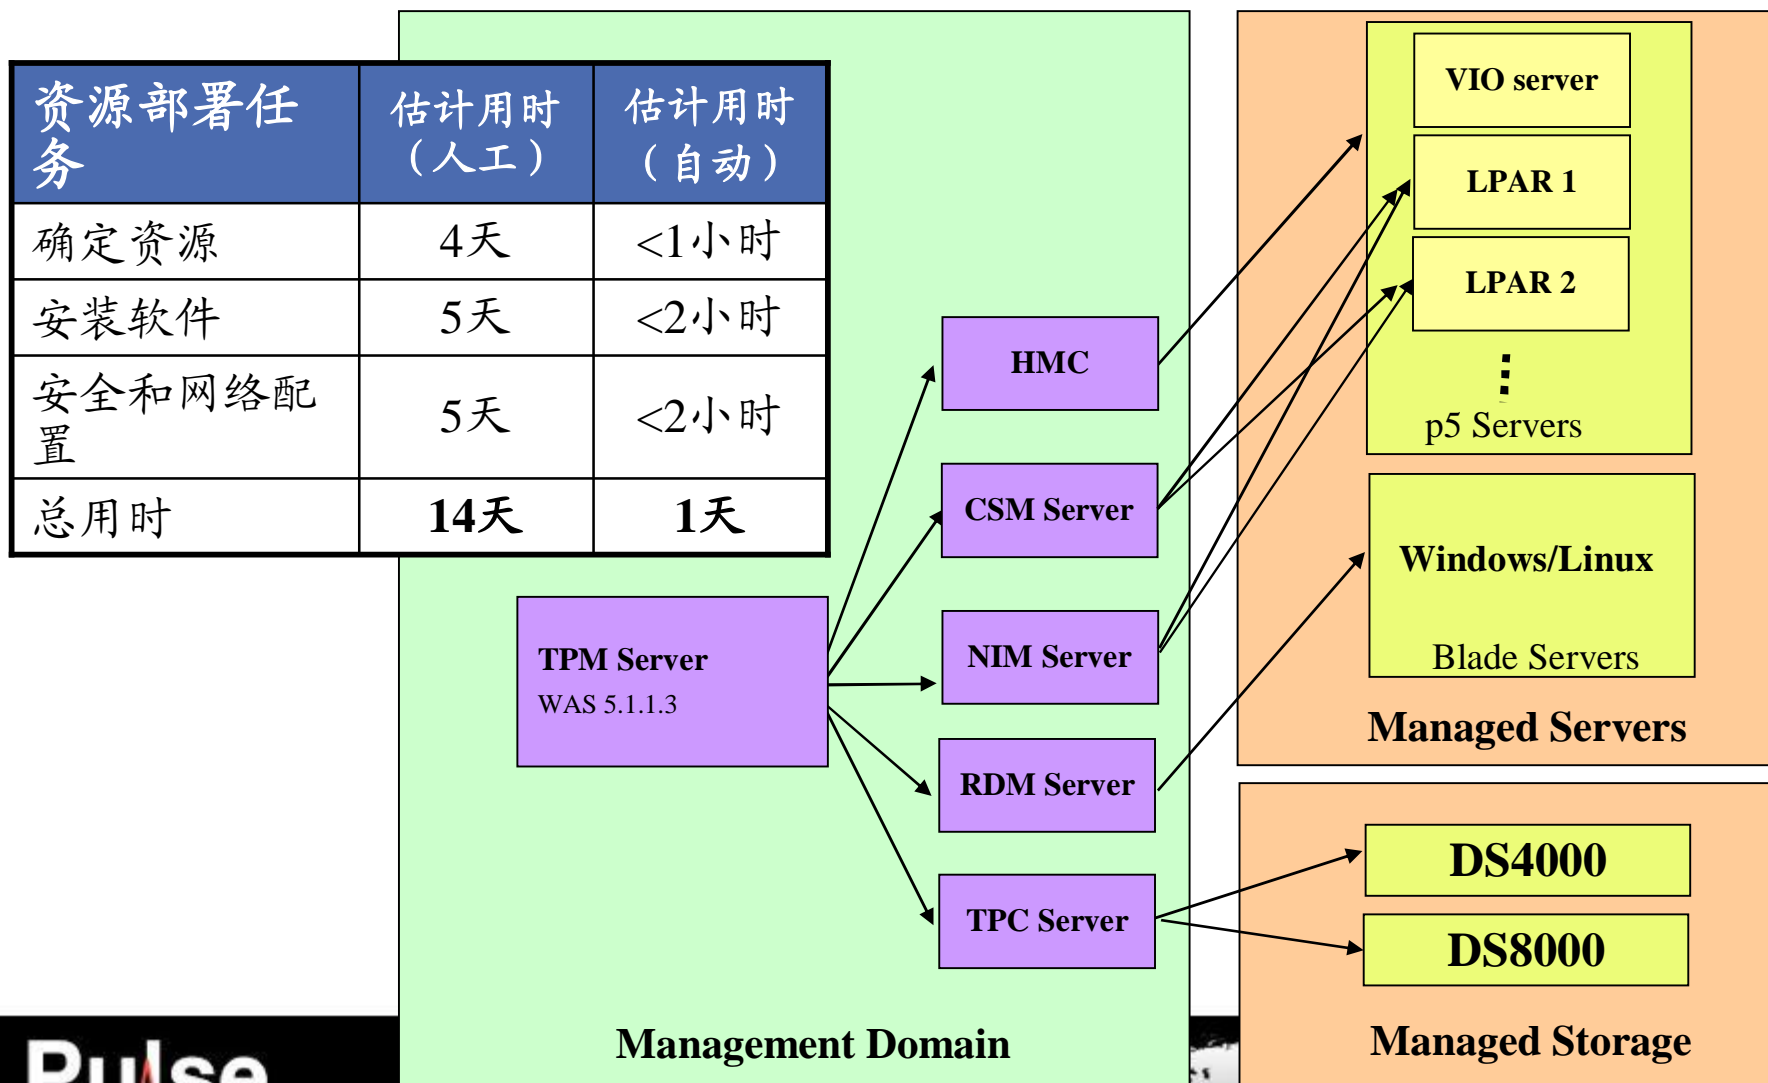 资源部署任
务
估计用时
（人工）
估计用时
（自动）
确定资源
4天
<1小时
安装软件
5天
<2小时
安全和网络配
置
5天
<2小时
总用时
14天
1天
TPM Server
WAS 5.1.1.3
HMC
CSM Server
NIM Server
RDM Server
TPC Server
Management Domain
VIO server
LPAR 1
LPAR 2
p5 Servers
Windows/Linux
Blade Servers
Managed Servers
DS4000
DS8000
Managed Storage
Pulse